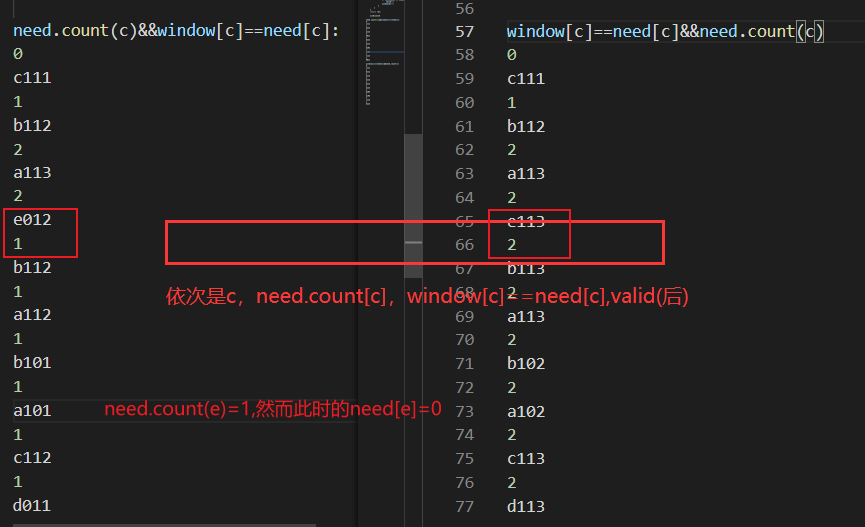 need.count(c)&&window[c]==need[c]:
0
c111
1
b112
2
a113
2
e012
1
b112
1
a112
1
b101
1
a101
1
c112
1
d011
56
57 window[c]==need[c]&&need.count(c)
58 0
59 c111
60 1
61 b112
62 2
63 a113
64 2
65 e113
66 2
67 b113
68 2
69 a113
70 2
71 b102
72 2
73 a102
74 2
75 c113
76 2
77 d113
依次是c，need.count[c]，window[c]==need[c],valid(后)
need.count(e)=1,然而此时的need[e]=0